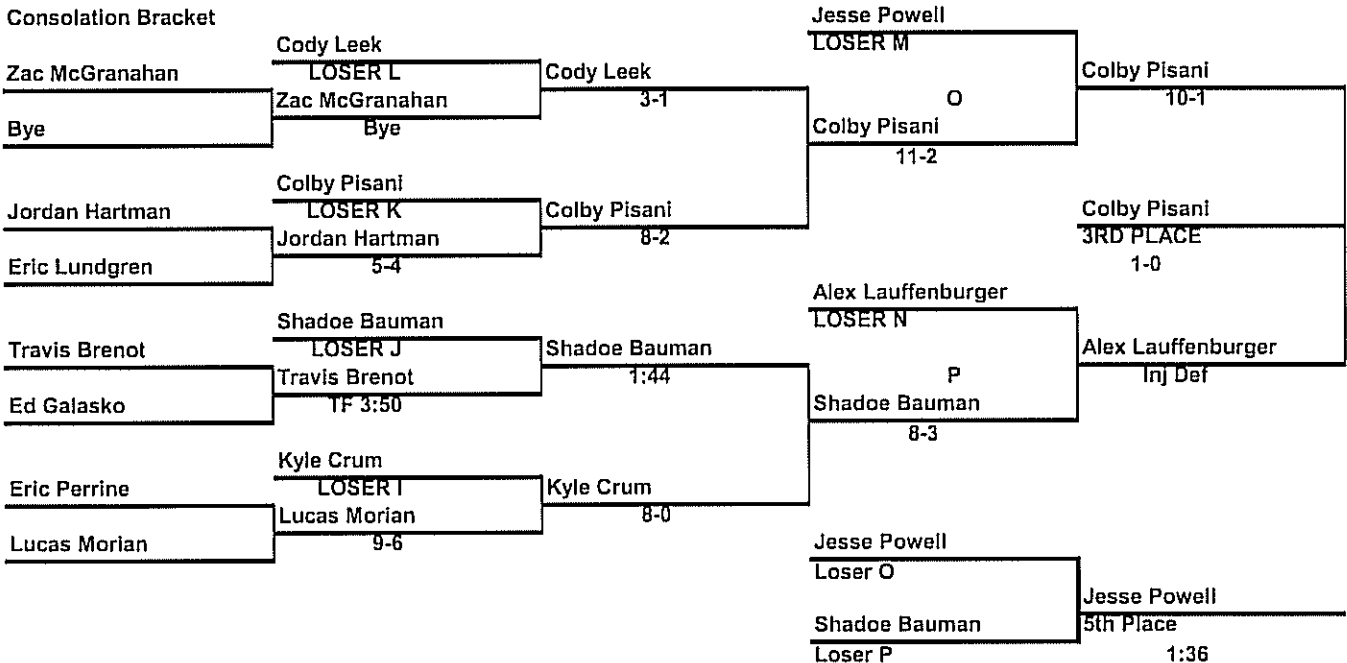 Consolation Bracket
Zac McGranahan
Bye
Jordan Hartman
Eric Lundgren
Travis Brenot
Ed Galasko
Eric Perrine
Lucas Morian
Cody Leek
LOSER L
Zac McGranahan
Bye
Colby Pisani
LOSER K
Jordan Hartman
5-4
Shadoe Bauman
LOSER J
Travis Brenot
TF 3:50
Kyle Crum
LOSER I
Lucas Morian
9-6
Cody Leek
3-1
Colby Pisani
8-2
Shadoe Bauman
1:44
Kyle Crum
8-0
Jesse Powell
LOSER M
O
Colby Pisani
11-2
Alex Lauffenburger
LOSER N
P
Shadoe Bauman
8-3
Jesse Powell
Loser O
Shadoe Bauman
Loser P
Colby Pisani
10-1
Colby Pisani
3RD PLACE
1-0
Alex Lauffenburger
Inj Def
Jesse Powell
5th Place
1:36